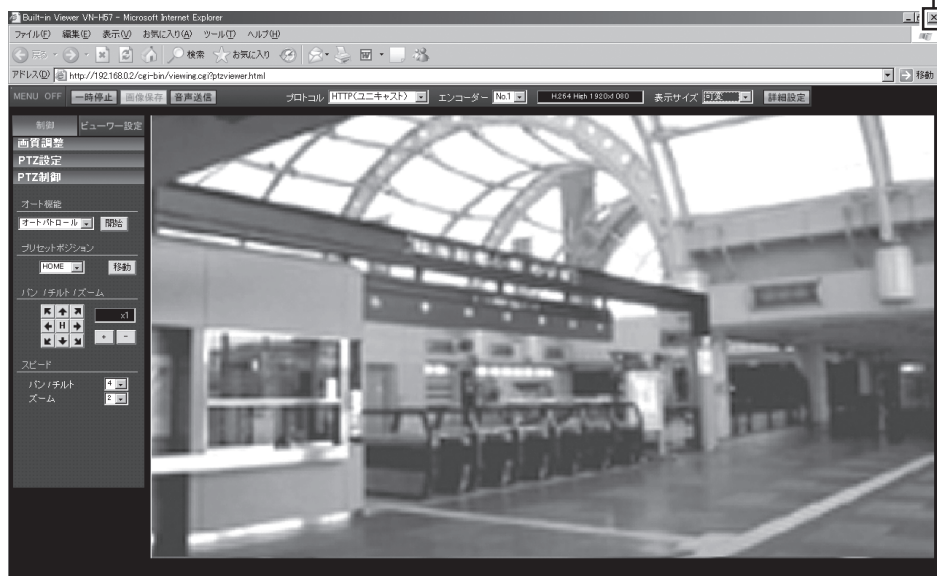 Built-in Viewer VN-H57 - Microsoft Internet Explorer
ファイル(F) 編集(E) 表示(V) お気に入り(A) ツール(T) ヘルプ(H)
戻る 検索 お気に入り
アドレス(D) http://192.168.0.2/cgi-bin/viewing.cgi?ptzviewer.html 移動
MENU OFF 一時停止 画像保存 音声送信 プロトコル HTTP(ユニキャスト) エンコーダー No.1 H.264 High 1920x1080 表示サイズ 詳細設定
制御 ビューワー設定
画質調整
PTZ設定
PTZ制御
オート機能
オートパトロール 開始
プリセットポジション
HOME 移動
パン / チルト / ズーム
x1
H
+ -
スピード
パン / チルト 4
ズーム 2